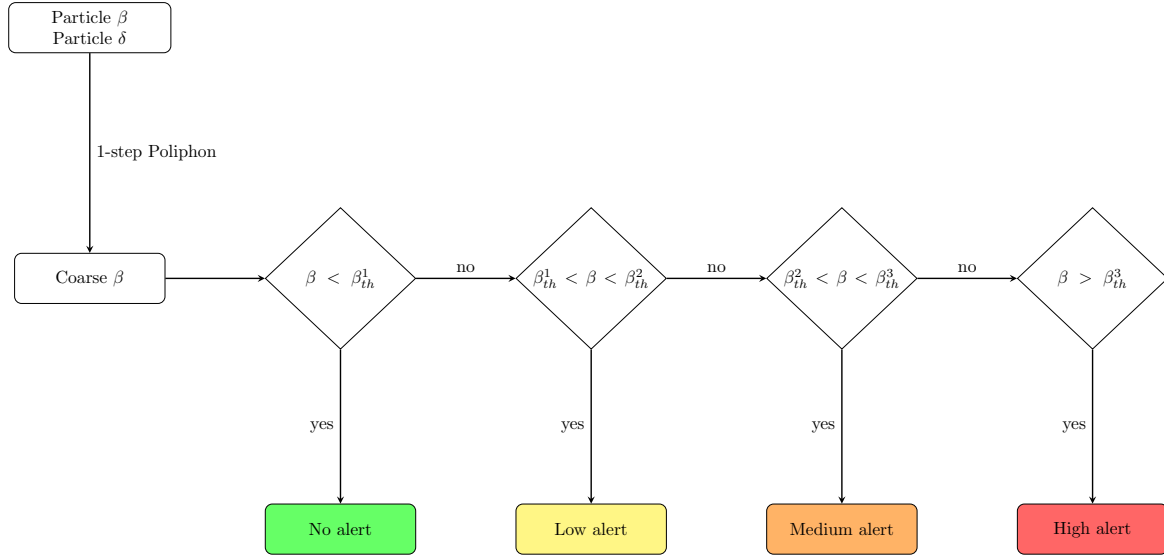 Particle β
Particle δ
1-step Poliphon
Coarse β
β < β¹ₜₕ
no
β¹ₜₕ < β < β²ₜₕ
no
β²ₜₕ < β < β³ₜₕ
no
β > β³ₜₕ
yes
yes
yes
yes
No alert
Low alert
Medium alert
High alert